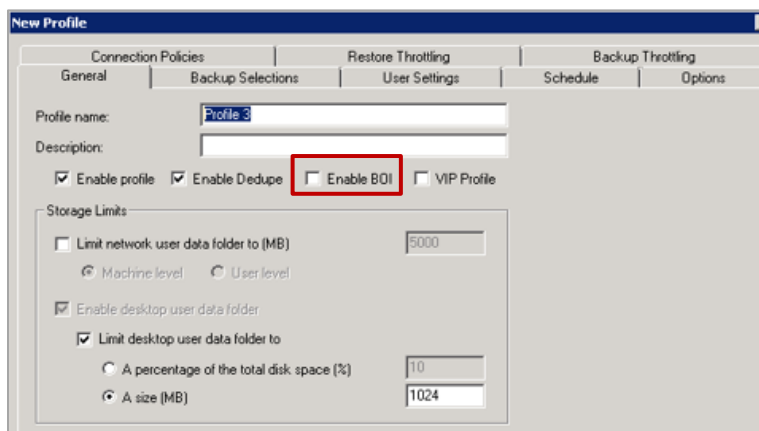 New Profile
Connection Policies Restore Throttling Backup Throttling
General Backup Selections User Settings Schedule Options
Profile name: Profile 3
Description:
Enable profile Enable Dedupe Enable BOI VIP Profile
Storage Limits
Limit network user data folder to (MB) 5000
Machine level User level
Enable desktop user data folder
Limit desktop user data folder to
A percentage of the total disk space (%) 10
A size (MB) 1024